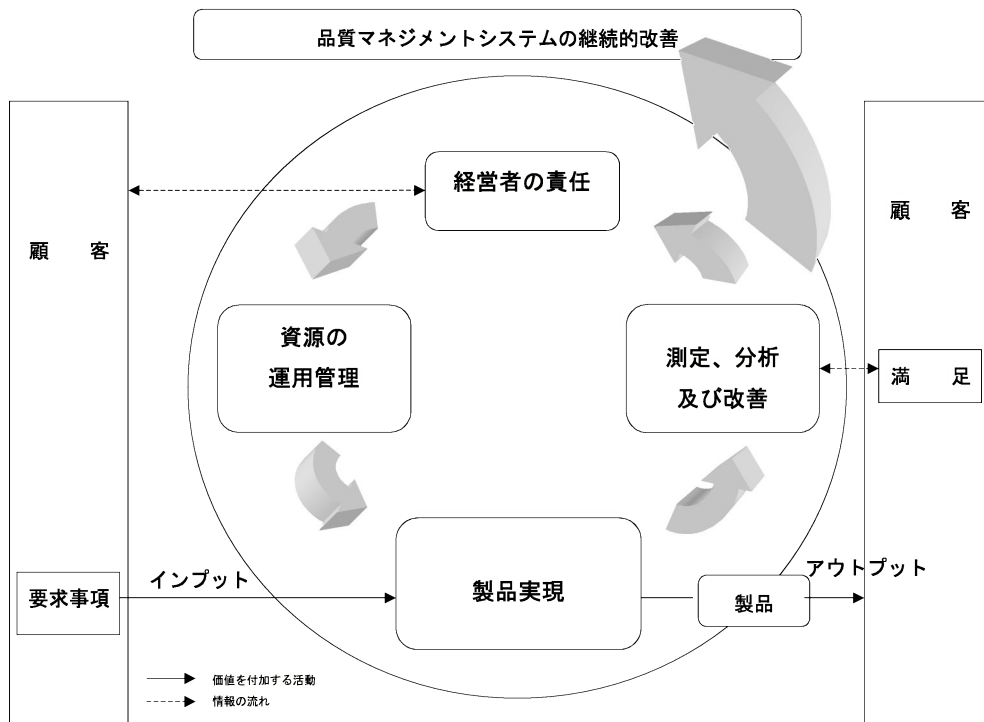 品質マネジメントシステムの継続的改善
経営者の責任
顧　客
顧　客
資源の
運用管理
測定、分析
及び改善
満　足
要求事項
インプット
製品実現
製品
アウトプット
価値を付加する活動
情報の流れ